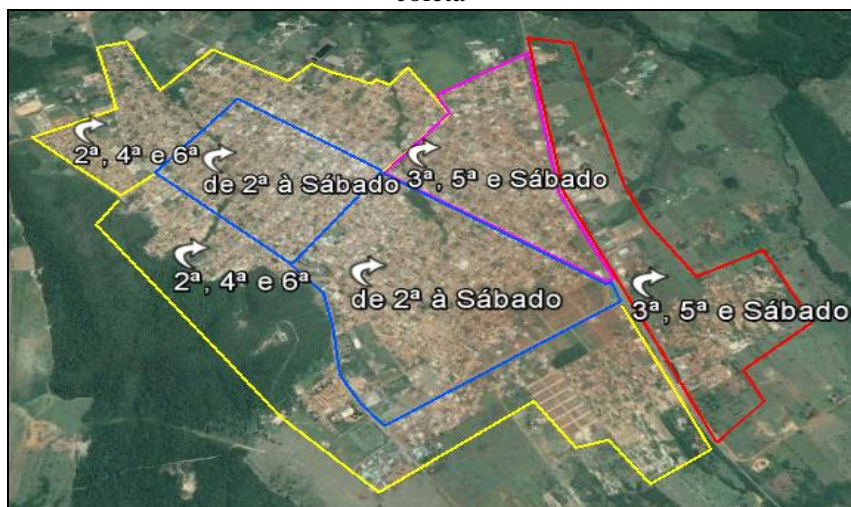 coleta
2ª, 4ª e 6ª
de 2ª à Sábado
3ª, 5ª e Sábado
2ª, 4ª e 6ª
de 2ª à Sábado
3ª, 5ª e Sábado